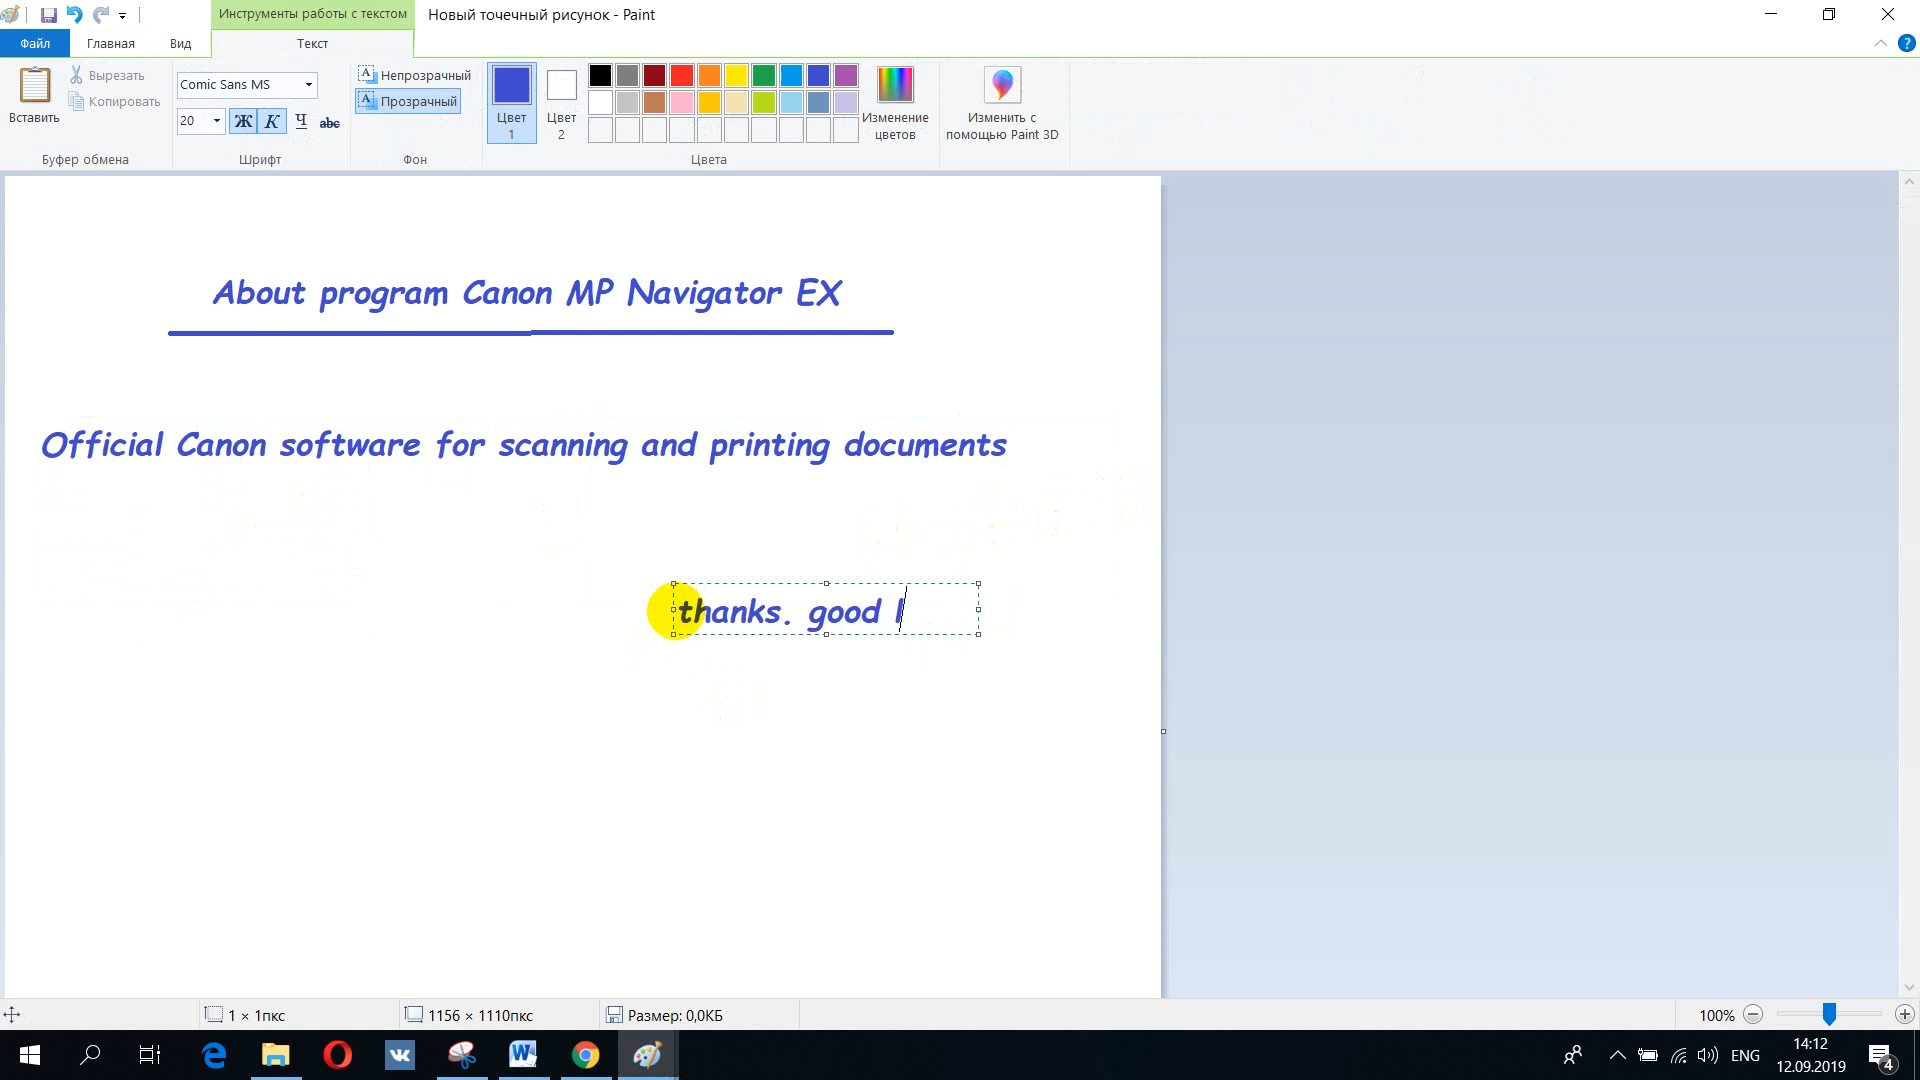 Инструменты работы с текстом
Новый точечный рисунок - Paint
Файл
Главная
Вид
Текст
Вставить
Вырезать
Копировать
Буфер обмена
Comic Sans MS
20
Ж К Ч abc
Шрифт
Непрозрачный
Прозрачный
Фон
Цвет 1
Цвет 2
Изменение цветов
Цвета
Изменить с помощью Paint 3D
About program Canon MP Navigator EX
Official Canon software for scanning and printing documents
thanks. good l
1 × 1пкс
1156 × 1110пкс
Размер: 0,0КБ
100%
ENG
14:12
12.09.2019
4